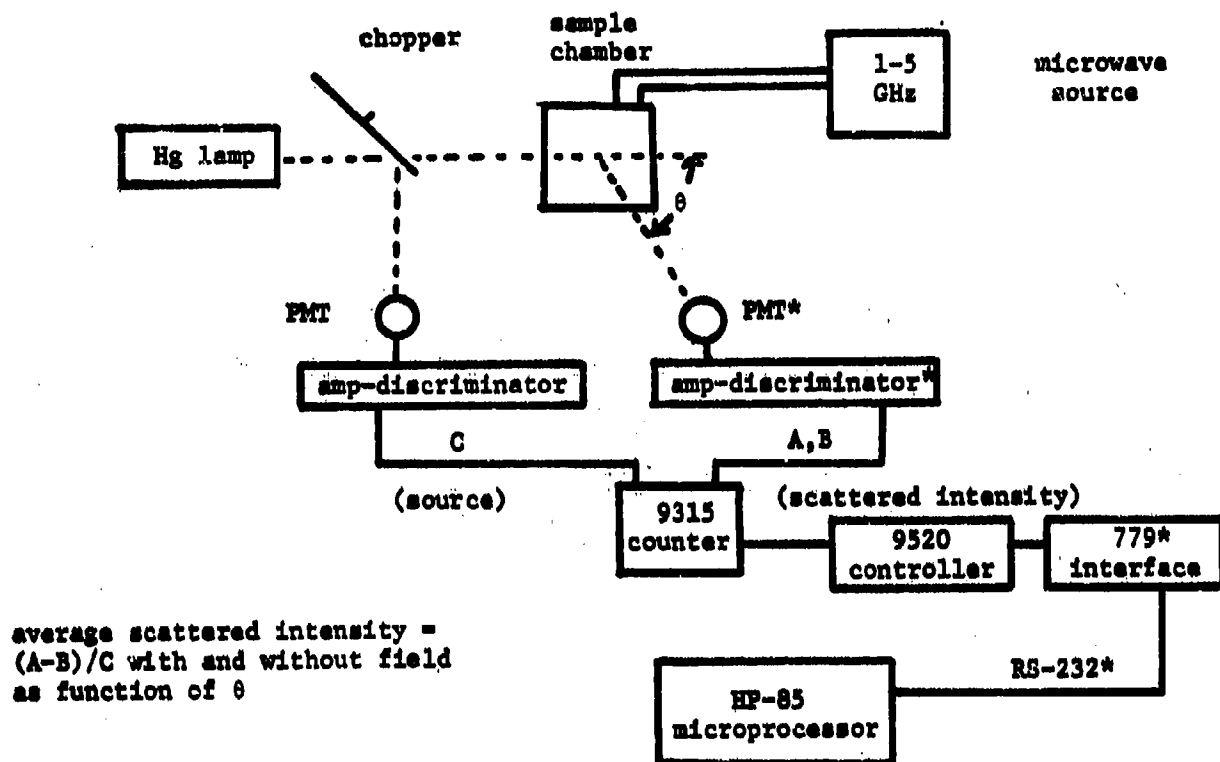 chopper
sample
chamber
1-5
GHz
microwave
source
Hg lamp
θ
PMT
PMT*
amp-discriminator
amp-discriminator*
C
A,B
(source)
(scattered intensity)
9315
counter
9520
controller
779*
interface
average scattered intensity =
(A-B)/C with and without field
as function of θ
RS-232*
HP-85
microprocessor